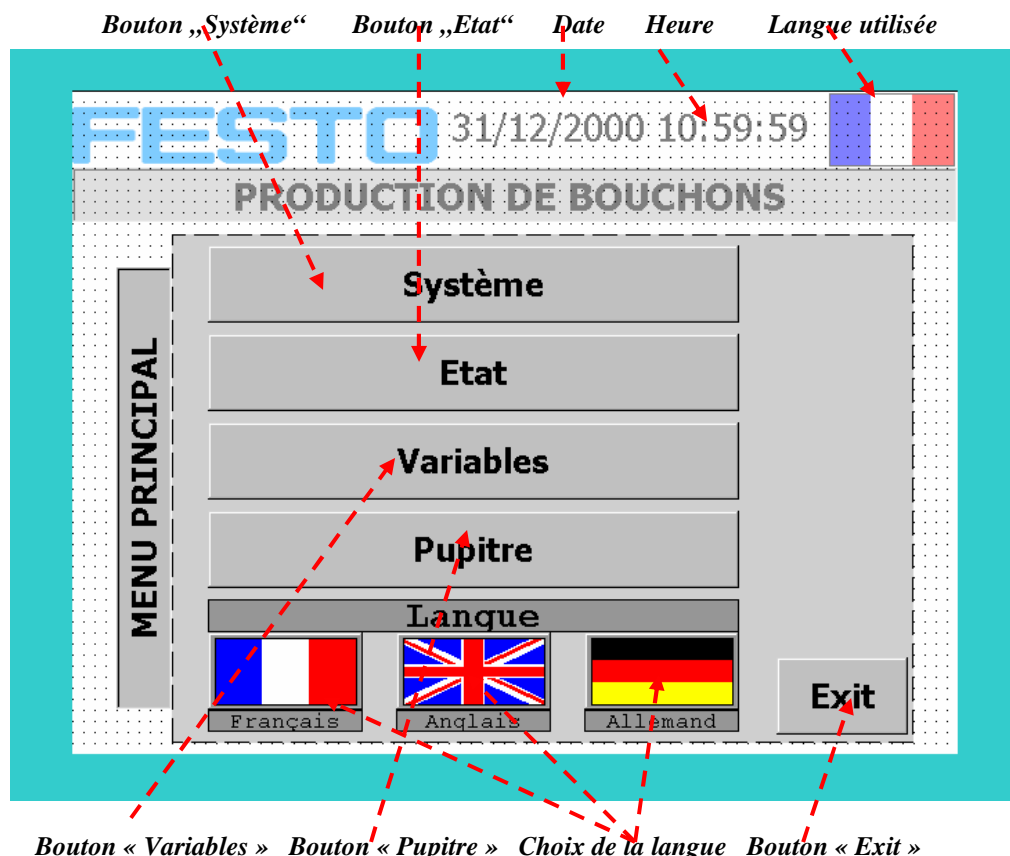 Bouton „Système“ Bouton „Etat“ Date Heure Langue utilisée
FESTO 31/12/2000 10:59:59
PRODUCTION DE BOUCHONS
MENU PRINCIPAL
Système
Etat
Variables
Pupitre
Langue
Français Anglais Allemand
Exit
Bouton « Variables » Bouton « Pupitre » Choix de la langue Bouton « Exit »